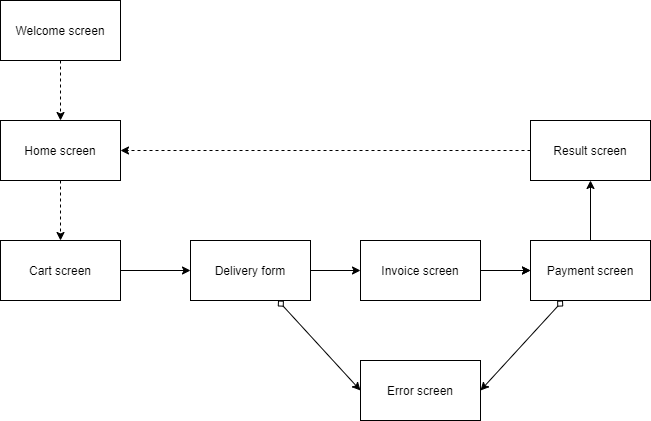 Welcome screen
Home screen
Result screen
Cart screen
Delivery form
Invoice screen
Payment screen
Error screen